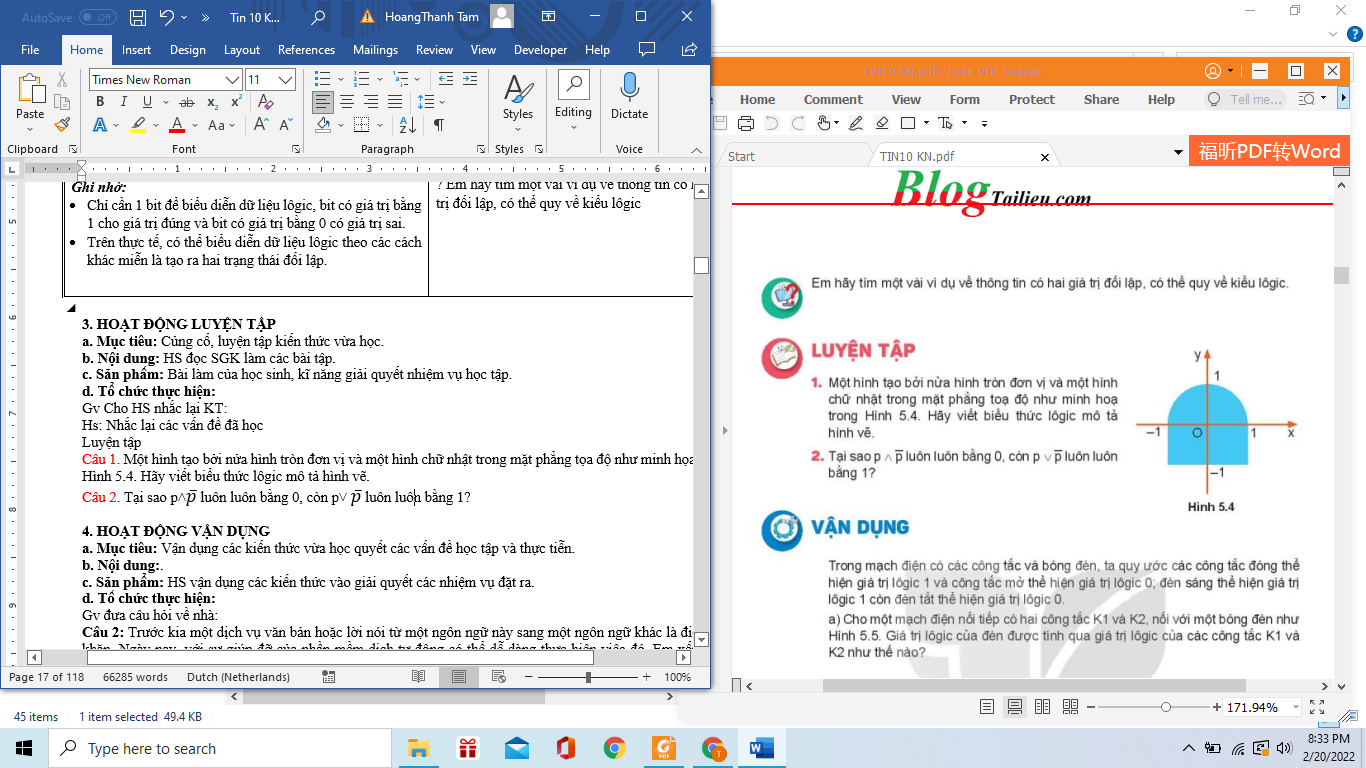 AutoSave Off Tin 10 K... HoangThanh Tam
File Home Insert Design Layout References Mailings Review View Developer Help
Times New Roman 11
Paste
Styles
Editing
Dictate
Clipboard Font Paragraph Styles Voice
Ghi nhớ:
Chỉ cần 1 bit để biểu diễn dữ liệu lôgic, bit có giá trị bằng
1 cho giá trị đúng và bit có giá trị bằng 0 có giá trị sai.
Trên thực tế, có thể biểu diễn dữ liệu lôgic theo các cách
khác miễn là tạo ra hai trạng thái đối lập.
? Em hãy tìm một vài ví dụ về thông tin có
trị đối lập, có thể quy về kiểu lôgic
3. HOẠT ĐỘNG LUYỆN TẬP
a. Mục tiêu: Củng cố, luyện tập kiến thức vừa học.
b. Nội dung: HS đọc SGK làm các bài tập.
c. Sản phẩm: Bài làm của học sinh, kĩ năng giải quyết nhiệm vụ học tập.
d. Tổ chức thực hiện:
Gv Cho HS nhắc lại KT:
Hs: Nhắc lại các vấn đề đã học
Luyện tập
Câu 1. Một hình tạo bởi nửa hình tròn đơn vị và một hình chữ nhật trong mặt phẳng tọa độ như minh họa
Hình 5.4. Hãy viết biểu thức lôgic mô tả hình vẽ.
Câu 2. Tại sao p∧p̅ luôn luôn bằng 0, còn p∨ p̅ luôn luôn bằng 1?
4. HOẠT ĐỘNG VẬN DỤNG
a. Mục tiêu: Vận dụng các kiến thức vừa học quyết các vấn đề học tập và thực tiễn.
b. Nội dung:.
c. Sản phẩm: HS vận dụng các kiến thức vào giải quyết các nhiệm vụ đặt ra.
d. Tổ chức thực hiện:
Gv đưa câu hỏi về nhà:
Câu 2: Trước kia một dịch vụ văn bản hoặc lời nói từ một ngôn ngữ này sang một ngôn ngữ khác là
Page 17 of 118 66285 words Dutch (Netherlands) 100%
45 items 1 item selected 49.4 KB
TIN10 KN.pdf - Foxit PDF Reader
Home Comment View Form Protect Share Help Tell me...
Start TIN10 KN.pdf 福昕PDF转Word
BlogTailieu.com
Em hãy tìm một vài ví dụ về thông tin có hai giá trị đối lập, có thể quy về kiểu lôgic.
LUYỆN TẬP
1. Một hình tạo bởi nửa hình tròn đơn vị và một hình
chữ nhật trong mặt phẳng toạ độ như minh hoạ
trong Hình 5.4. Hãy viết biểu thức lôgic mô tả
hình vẽ.
2. Tại sao p ∧ p̅ luôn luôn bằng 0, còn p ∨ p̅ luôn luôn
bằng 1?
y
1
–1 O 1 x
–1
Hình 5.4
VẬN DỤNG
Trong mạch điện có các công tắc và bóng đèn, ta quy ước các công tắc đóng thể
hiện giá trị lôgic 1 và công tắc mở thể hiện giá trị lôgic 0; đèn sáng thể hiện giá trị
lôgic 1 còn đèn tắt thể hiện giá trị lôgic 0.
a) Cho một mạch điện nối tiếp có hai công tắc K1 và K2, nối với một bóng đèn như
Hình 5.5. Giá trị lôgic của đèn được tính qua giá trị lôgic của các công tắc K1 và
K2 như thế nào?
171.94%
Type here to search
8:33 PM
2/20/2022